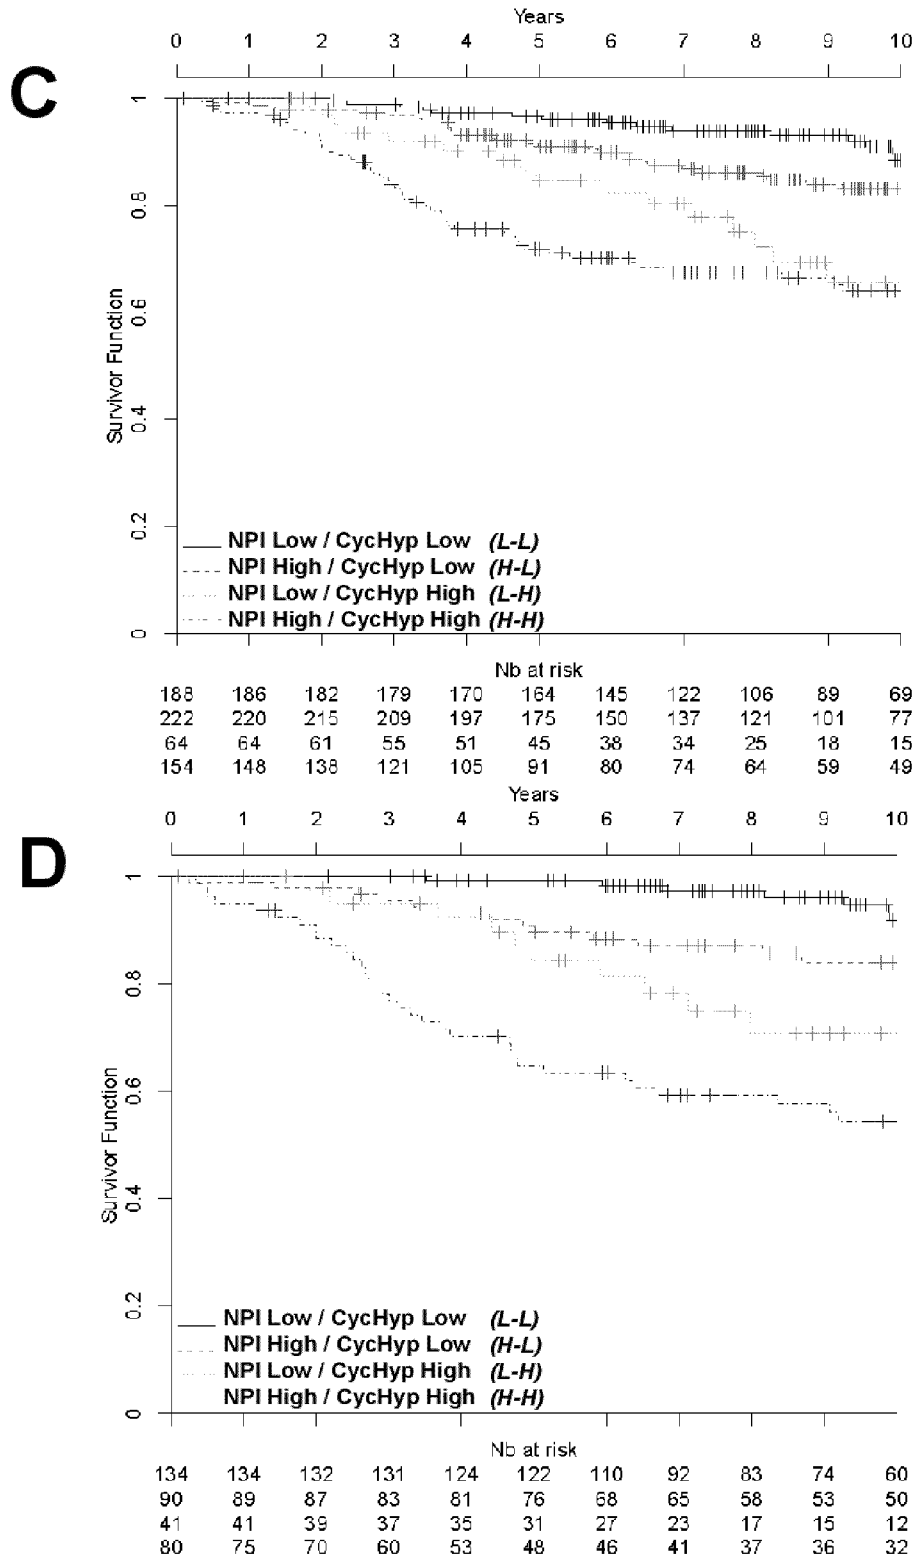 Years
0 1 2 3 4 5 6 7 8 9 10
C
1
0.8
0.6
0.4
0.2
0
Survivor Function
NPI Low / CycHyp Low (L-L)
NPI High / CycHyp Low (H-L)
NPI Low / CycHyp High (L-H)
NPI High / CycHyp High (H-H)
Nb at risk
188 186 182 179 170 164 145 122 106 89 69
222 220 215 209 197 175 150 137 121 101 77
64 64 61 55 51 45 38 34 25 18 15
154 148 138 121 105 91 80 74 64 59 49
Years
0 1 2 3 4 5 6 7 8 9 10
D
1
0.8
0.6
0.4
0.2
0
Survivor Function
NPI Low / CycHyp Low (L-L)
NPI High / CycHyp Low (H-L)
NPI Low / CycHyp High (L-H)
NPI High / CycHyp High (H-H)
Nb at risk
134 134 132 131 124 122 110 92 83 74 60
90 89 87 83 81 76 68 65 58 53 50
41 41 39 37 35 31 27 23 17 15 12
80 75 70 60 53 48 46 41 37 36 32